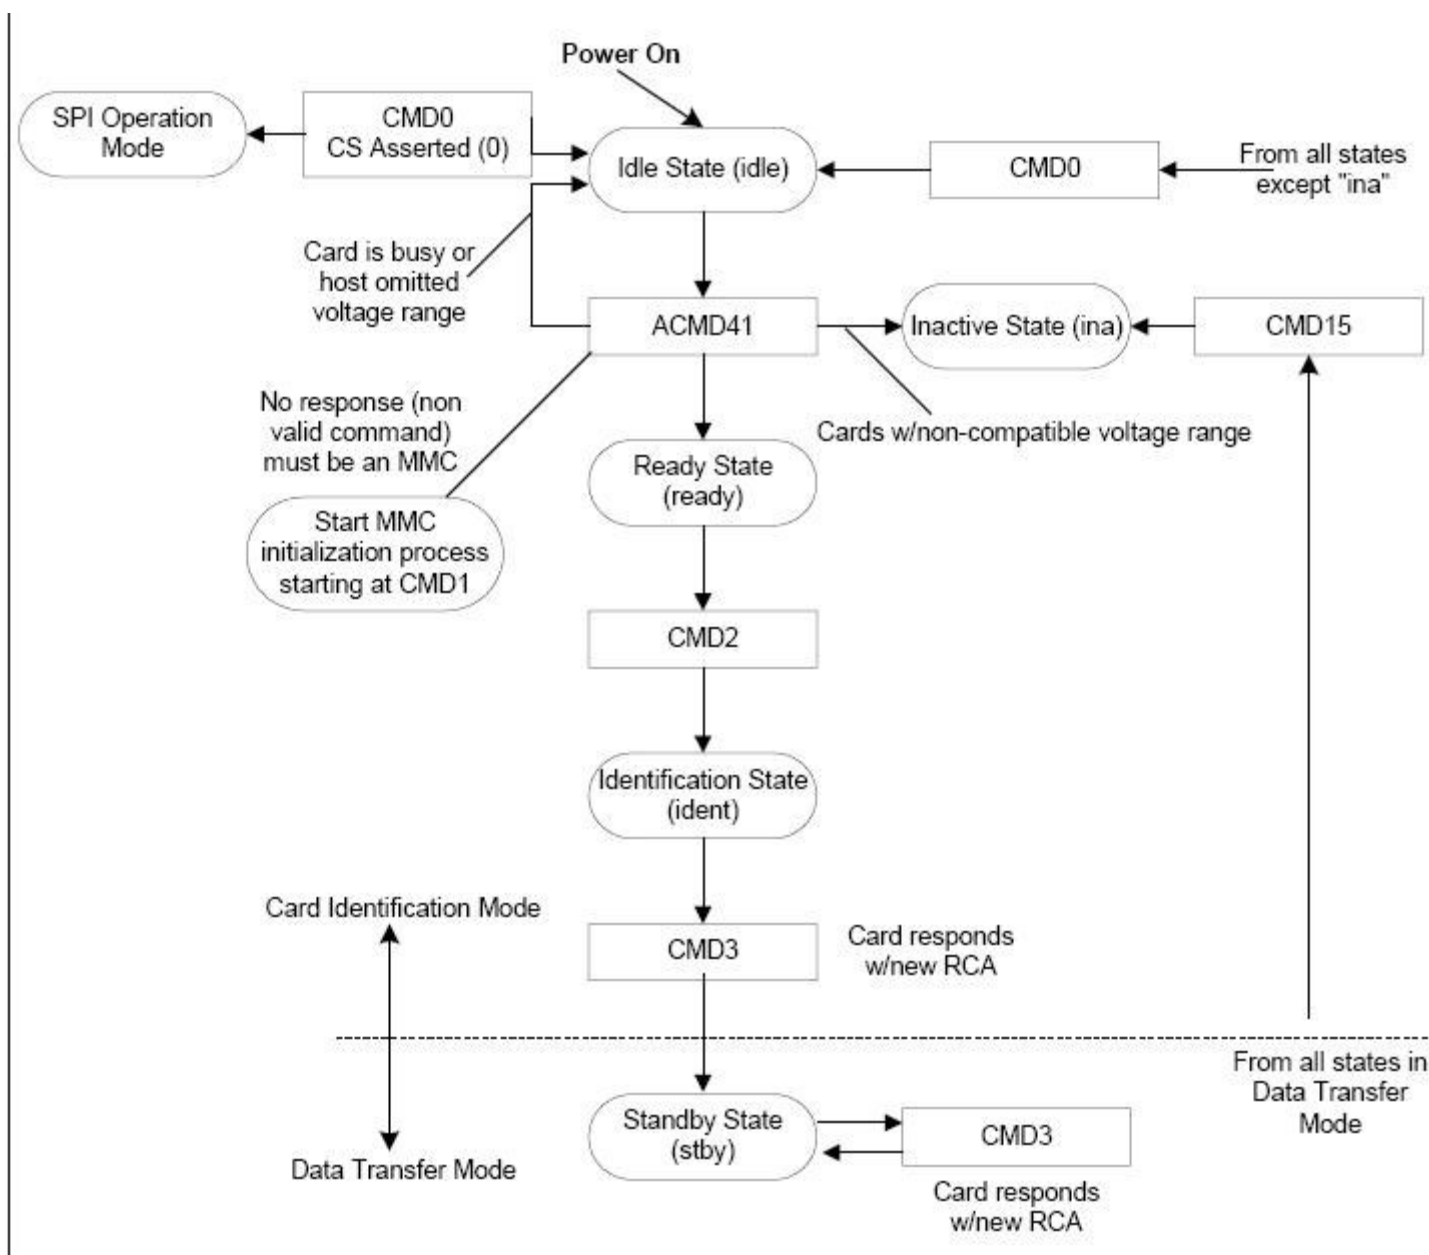 Power On
SPI Operation
Mode
CMD0
CS Asserted (0)
Idle State (idle)
CMD0
From all states
except "ina"
Card is busy or
host omitted
voltage range
ACMD41
Inactive State (ina)
CMD15
No response (non
valid command)
must be an MMC
Cards w/non-compatible voltage range
Ready State
(ready)
Start MMC
initialization process
starting at CMD1
CMD2
Identification State
(ident)
Card Identification Mode
CMD3
Card responds
w/new RCA
From all states in
Data Transfer
Mode
Standby State
(stby)
CMD3
Data Transfer Mode
Card responds
w/new RCA